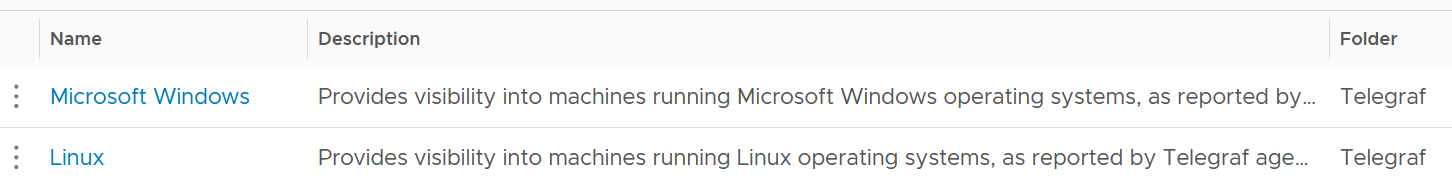 Name Description Folder
Microsoft Windows Provides visibility into machines running Microsoft Windows operating systems, as reported by... Telegraf
Linux Provides visibility into machines running Linux operating systems, as reported by Telegraf age... Telegraf